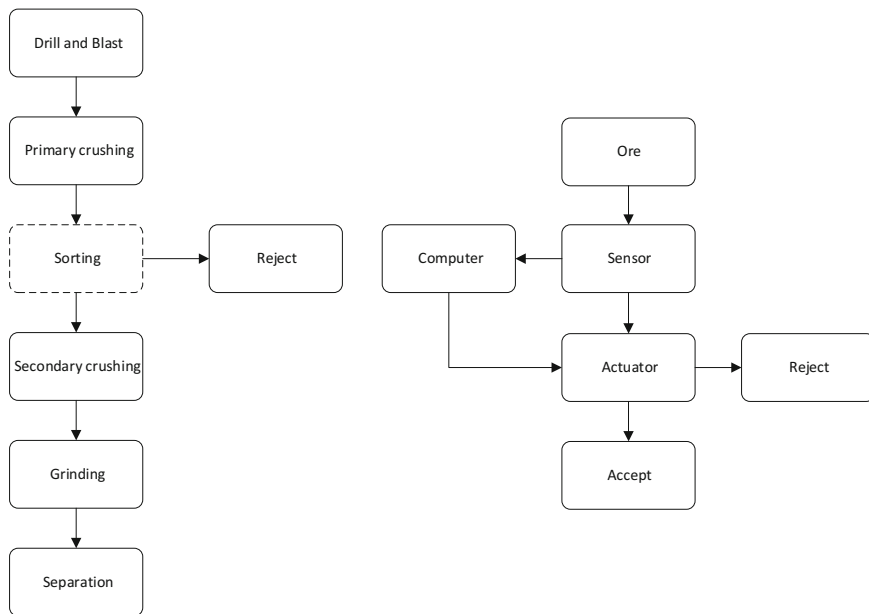 Drill and Blast
Primary crushing
Sorting
Reject
Secondary crushing
Grinding
Separation
Ore
Computer
Sensor
Actuator
Reject
Accept